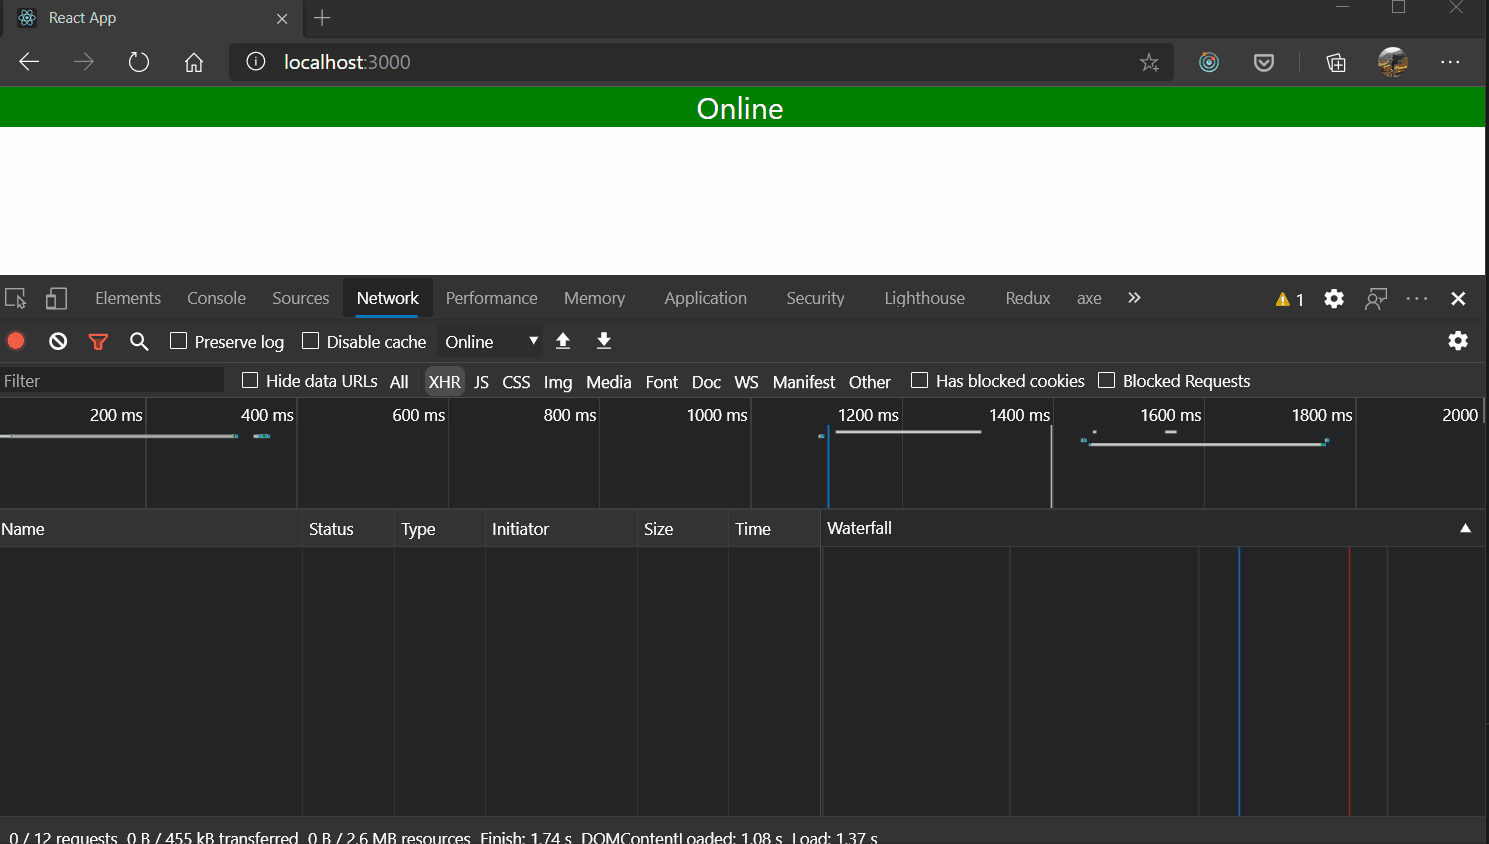 React App
localhost:3000
Online
Elements Console Sources Network Performance Memory Application Security Lighthouse Redux axe 1
Preserve log Disable cache Online
Filter Hide data URLs All XHR JS CSS Img Media Font Doc WS Manifest Other Has blocked cookies Blocked Requests
200 ms 400 ms 600 ms 800 ms 1000 ms 1200 ms 1400 ms 1600 ms 1800 ms 2000
Name Status Type Initiator Size Time Waterfall
0 / 12 requests 0 B / 455 kB transferred 0 B / 2.6 MB resources Finish: 1.74 s DOMContentLoaded: 1.08 s Load: 1.37 s